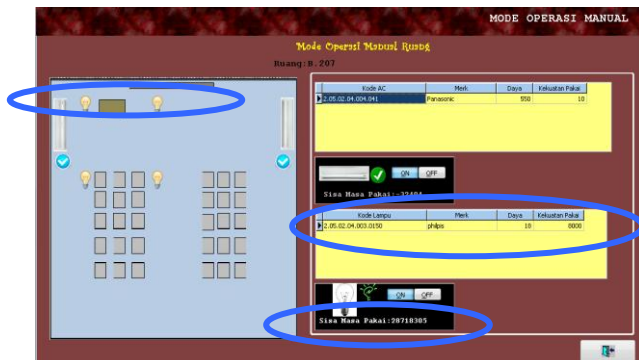 MODE OPERASI MANUAL
Mode Operasi Manual Ruang
Ruang:B.207
Kode AC Merk Daya Kekuatan Pakai
2.05.02.04.004.041 Panasonic 550 10
ON OFF
Sisa Masa Pakai:-32404
Kode Lampu Merk Daya Kekuatan Pakai
2.05.02.04.003.0150 philips 18 8000
ON OFF
Sisa Masa Pakai:28718305